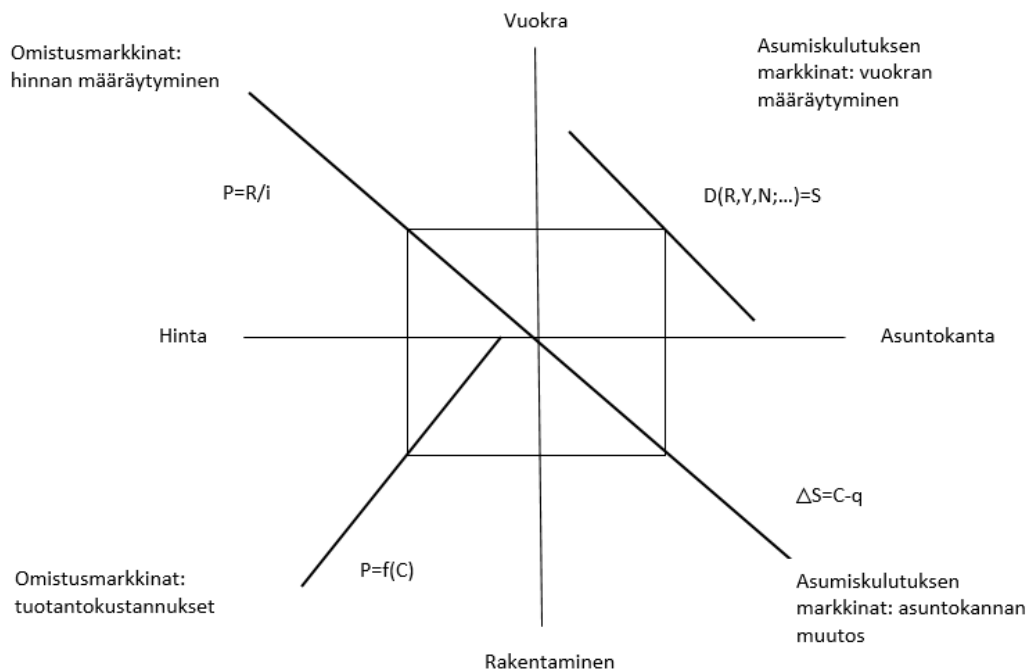 Vuokra
Omistusmarkkinat:
hinnan määräytyminen
Asumiskulutuksen
markkinat: vuokran
määräytyminen
P=R/i
D(R,Y,N;...)=S
Hinta
Asuntokanta
△S=C-q
P=f(C)
Omistusmarkkinat:
tuotantokustannukset
Asumiskulutuksen
markkinat: asuntokannan
muutos
Rakentaminen